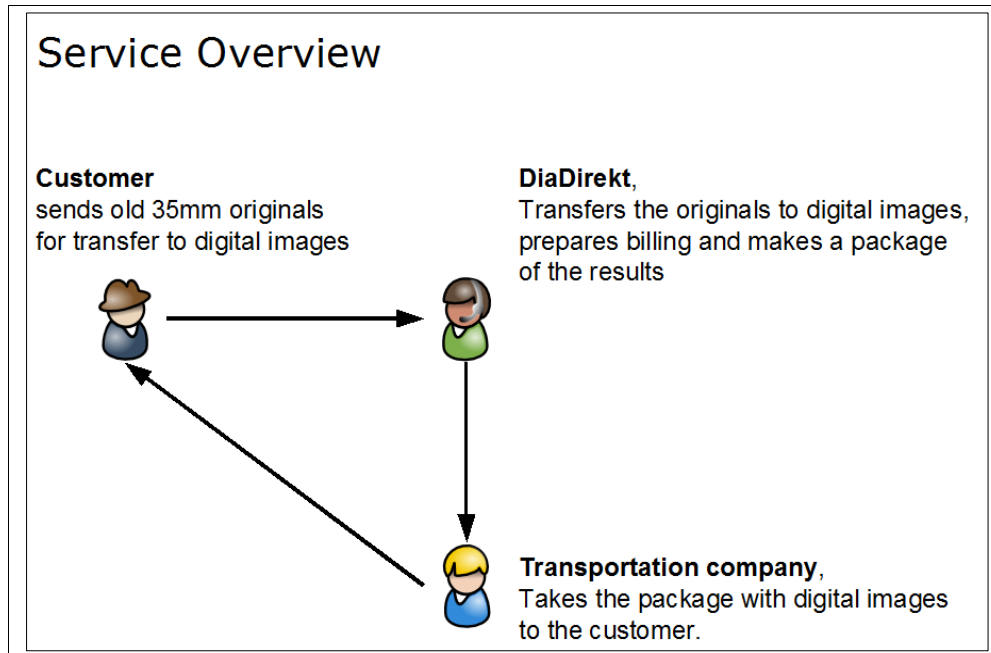 Service Overview
Customer
sends old 35mm originals
for transfer to digital images
DiaDirekt,
Transfers the originals to digital images,
prepares billing and makes a package
of the results
Transportation company,
Takes the package with digital images
to the customer.